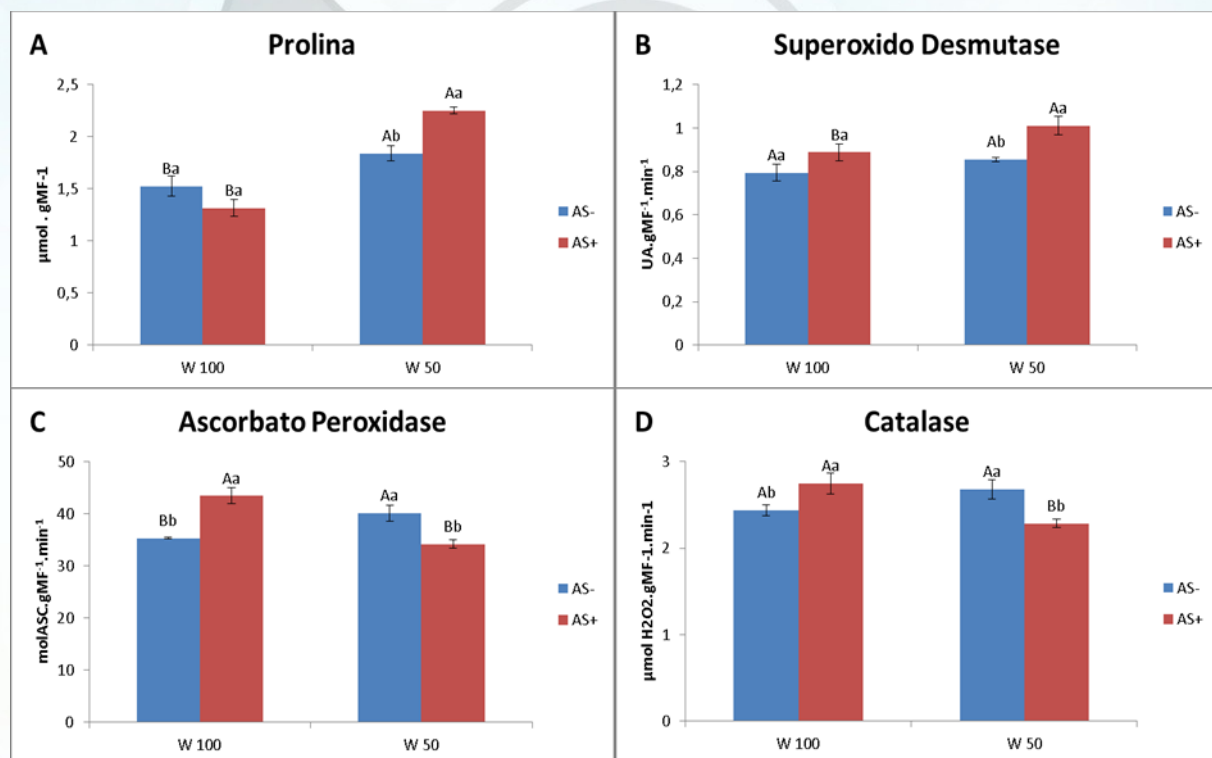 A
Prolina
2,5
2
1,5
1
0,5
0
µmol . gMF-1
Ba
Ba
Ab
Aa
W 100
W 50
AS-
AS+
B
Superoxido Desmutase
1,2
1
0,8
0,6
0,4
0,2
0
UA.gMF⁻¹.min⁻¹
Aa
Ba
Ab
Aa
W 100
W 50
AS-
AS+
C
Ascorbato Peroxidase
50
40
30
20
10
0
molASC.gMF⁻¹.min⁻¹
Bb
Aa
Aa
Bb
W 100
W 50
AS-
AS+
D
Catalase
3
2
1
0
µmol H2O2.gMF-1.min-1
Ab
Aa
Aa
Bb
W 100
W 50
AS-
AS+